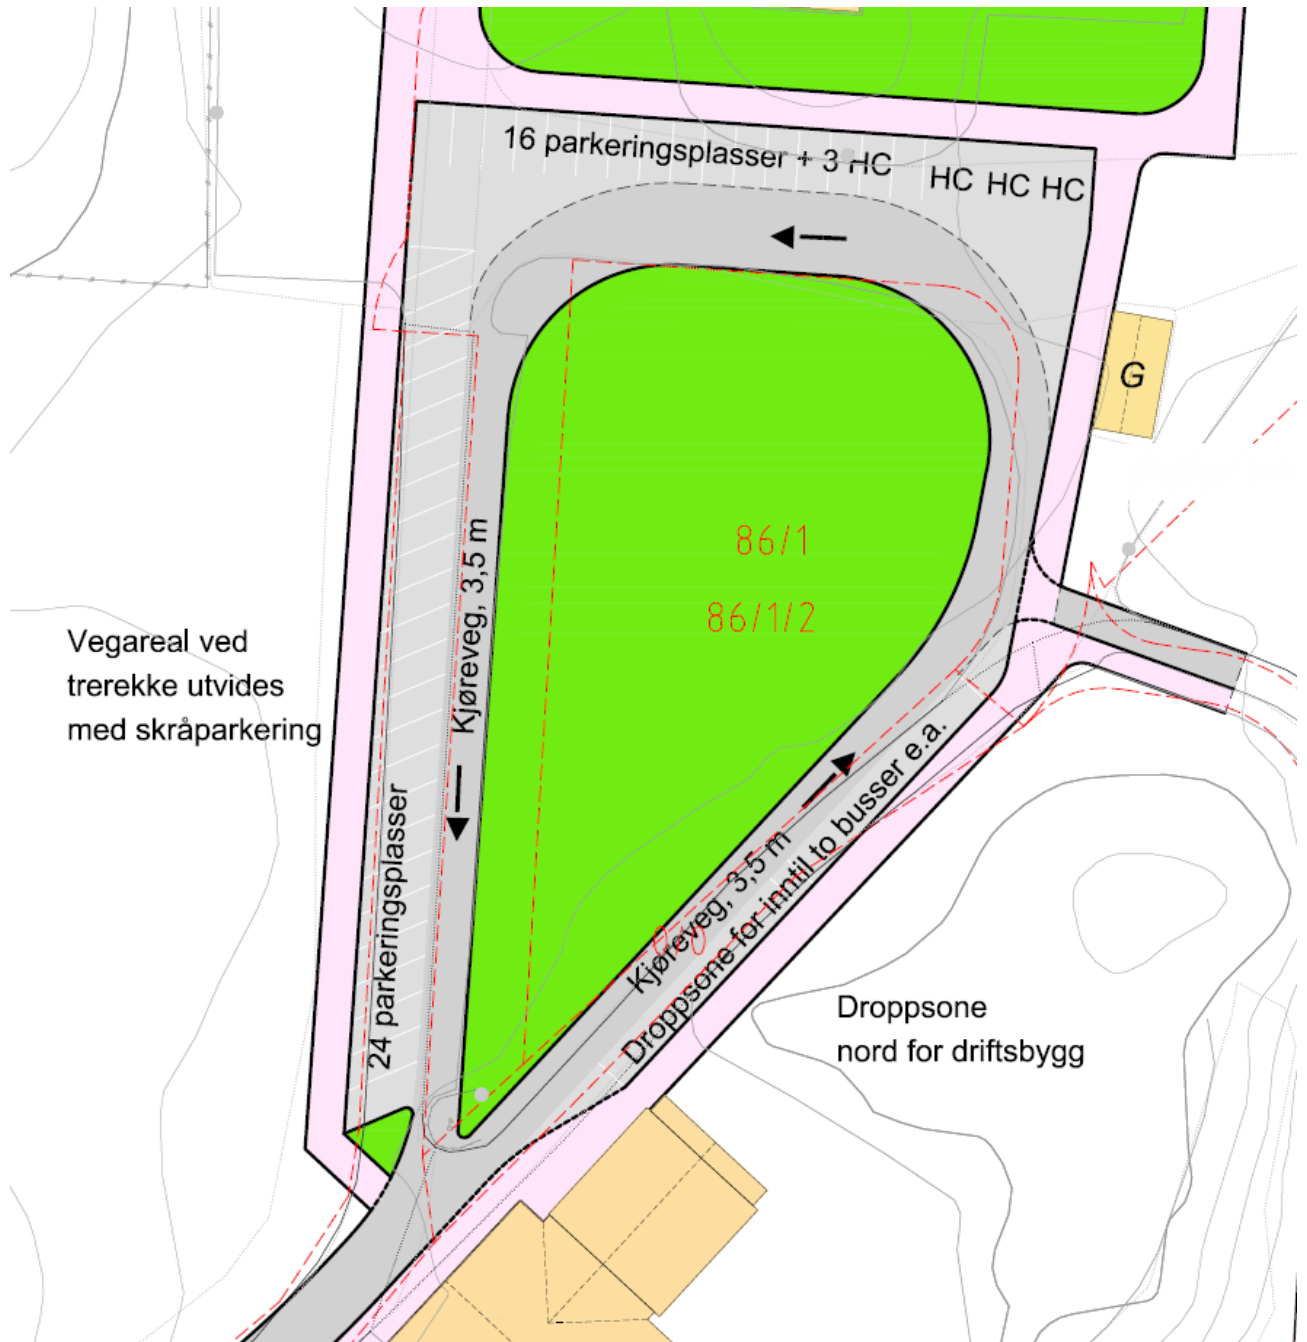 16 parkeringsplasser + 3 HC
HC HC HC
G
Kjøreveg, 3,5 m
86/1
86/1/2
Vegareal ved
trerekke utvides
med skråparkering
24 parkeringsplasser
Kjøreveg, 3,5 m
Droppsone for inntil to busser e.a.
Droppsone
nord for driftsbygg